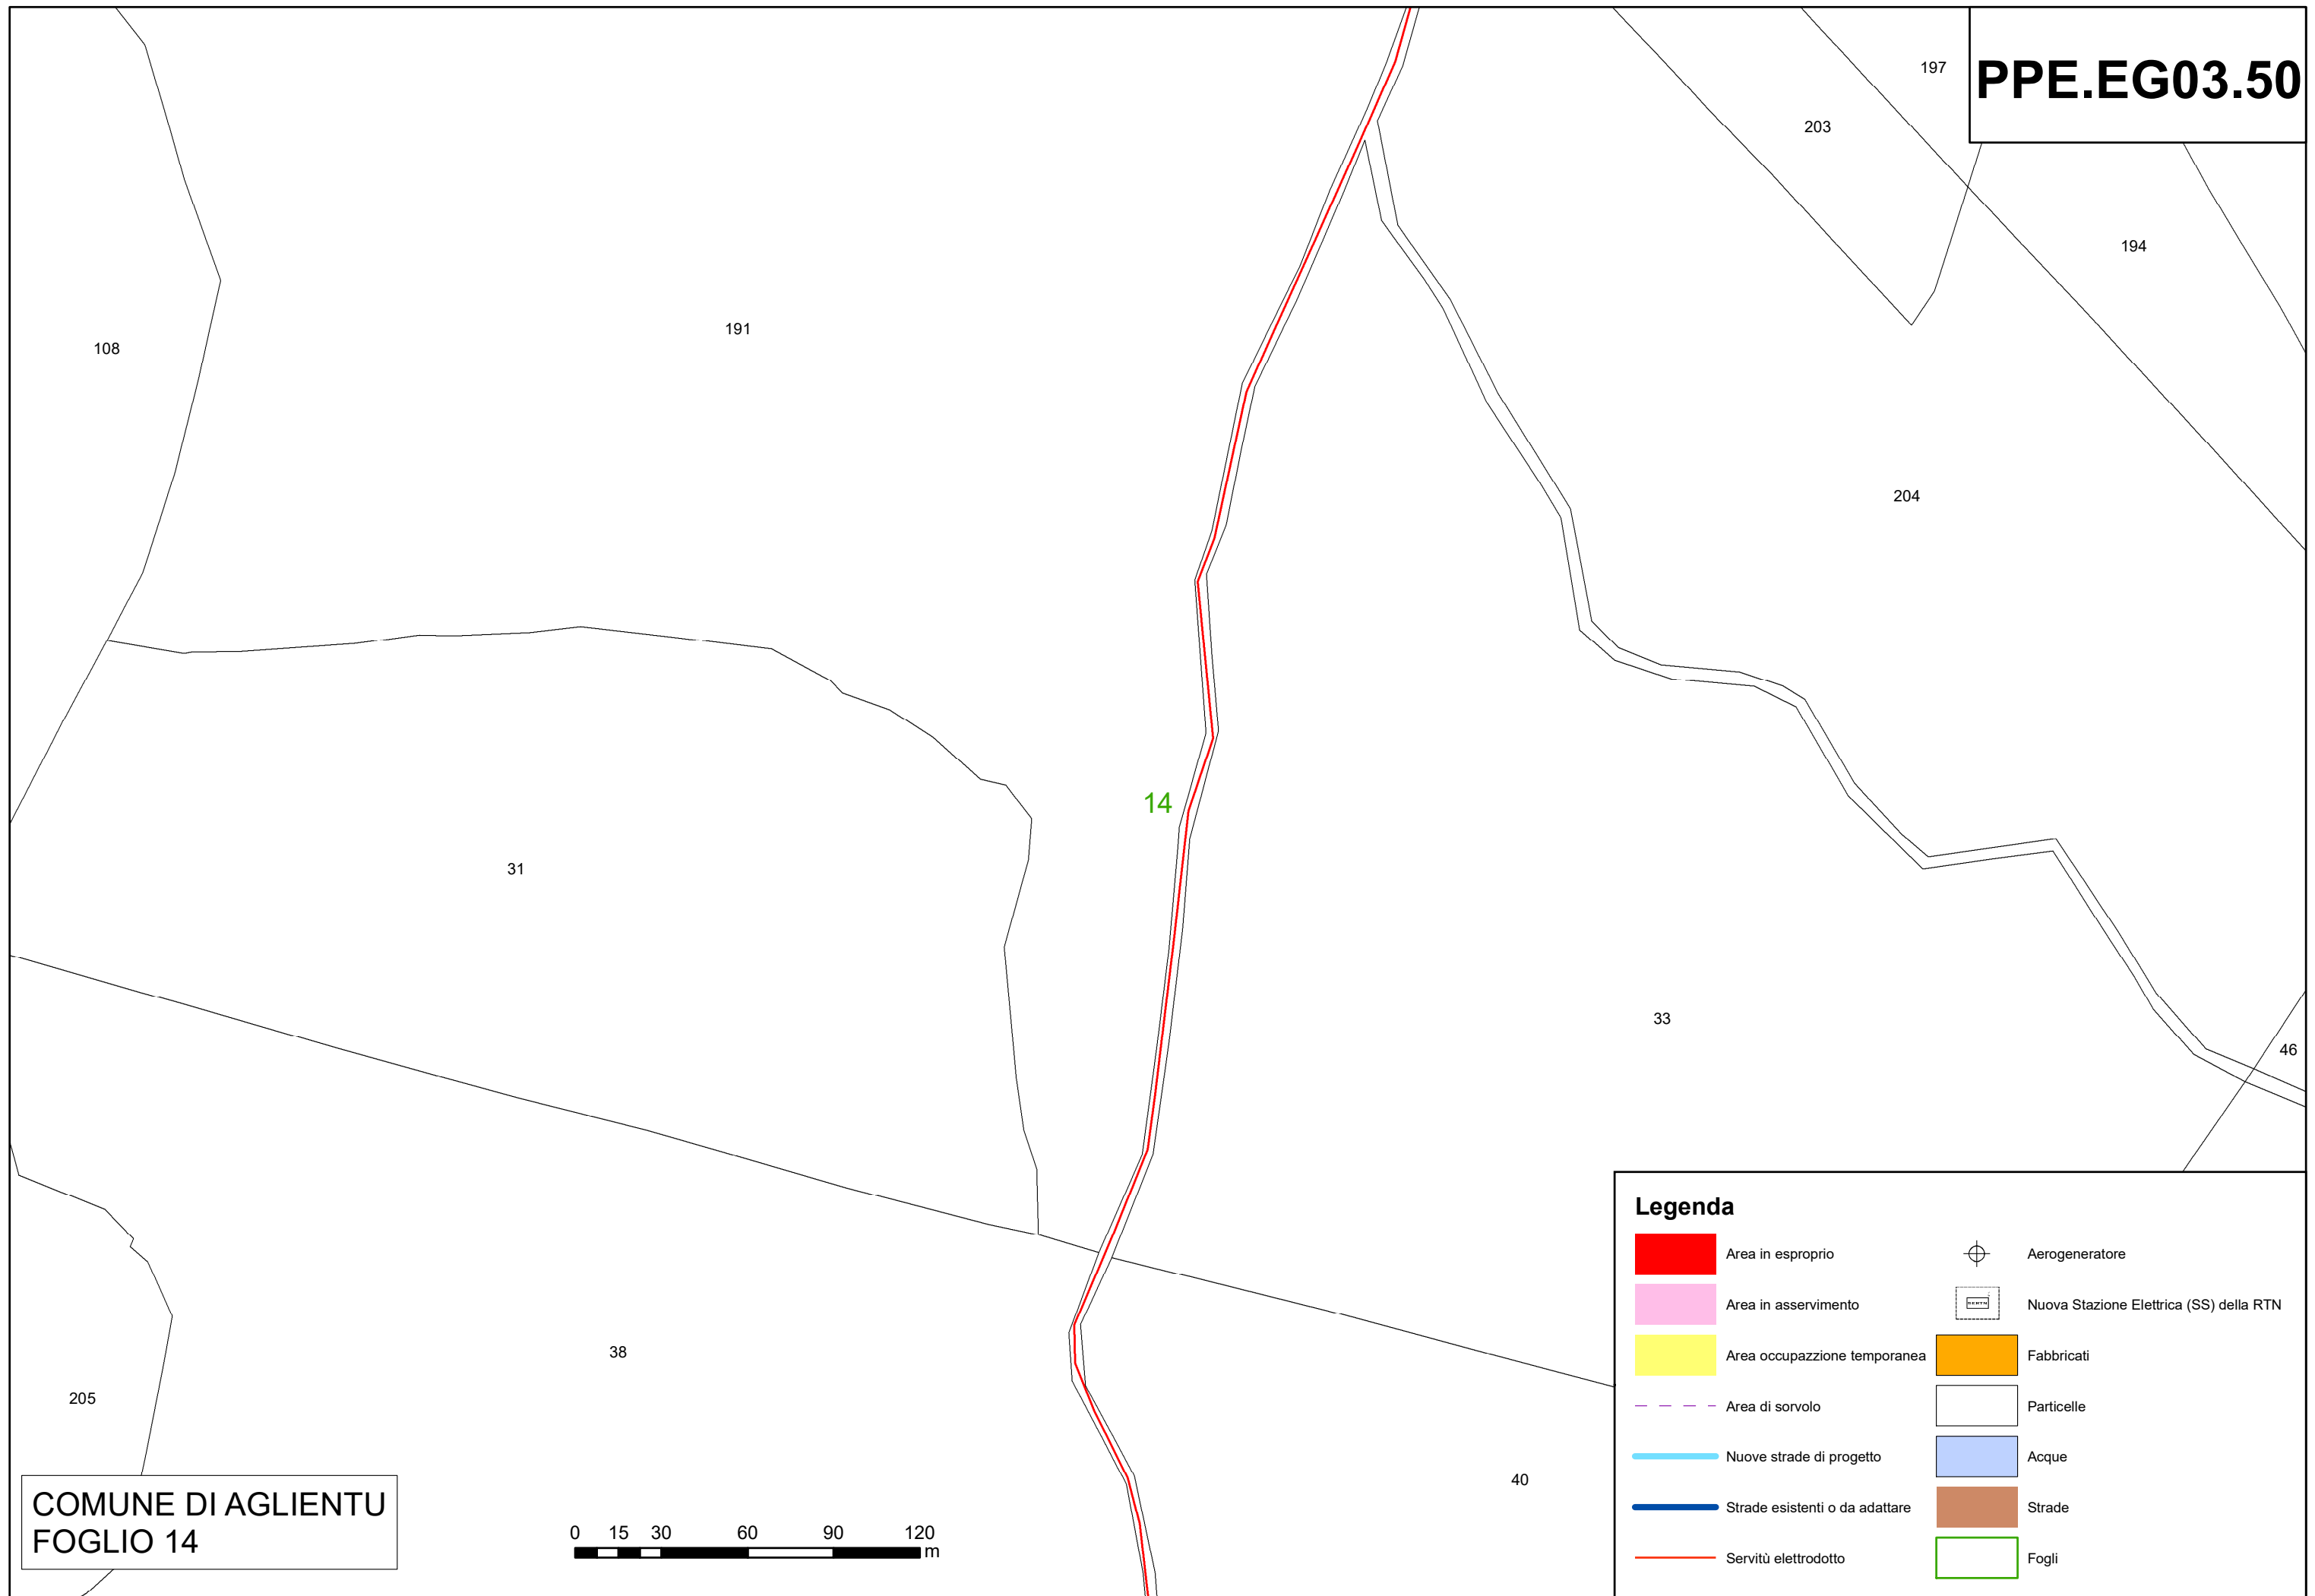 PPE.EG03.50
197
203
194
191
108
204
14
31
33
46
38
205
40
COMUNE DI AGLIENTU
FOGLIO 14
0 15 30 60 90 120
m
Legenda
Area in esproprio
Area in asservimento
Area occupazzione temporanea
Area di sorvolo
Nuove strade di progetto
Strade esistenti o da adattare
Servitù elettrodotto
Aerogeneratore
Nuova Stazione Elettrica (SS) della RTN
Fabbricati
Particelle
Acque
Strade
Fogli